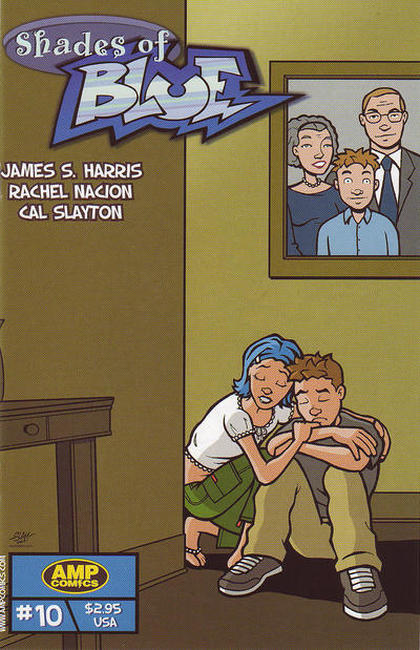 Shades of
BLUE
JAMES S. HARRIS
RACHEL NACION
CAL SLAYTON
AMP
COMICS
#10
$2.95
USA
WWW.AMPCOMICS.COM